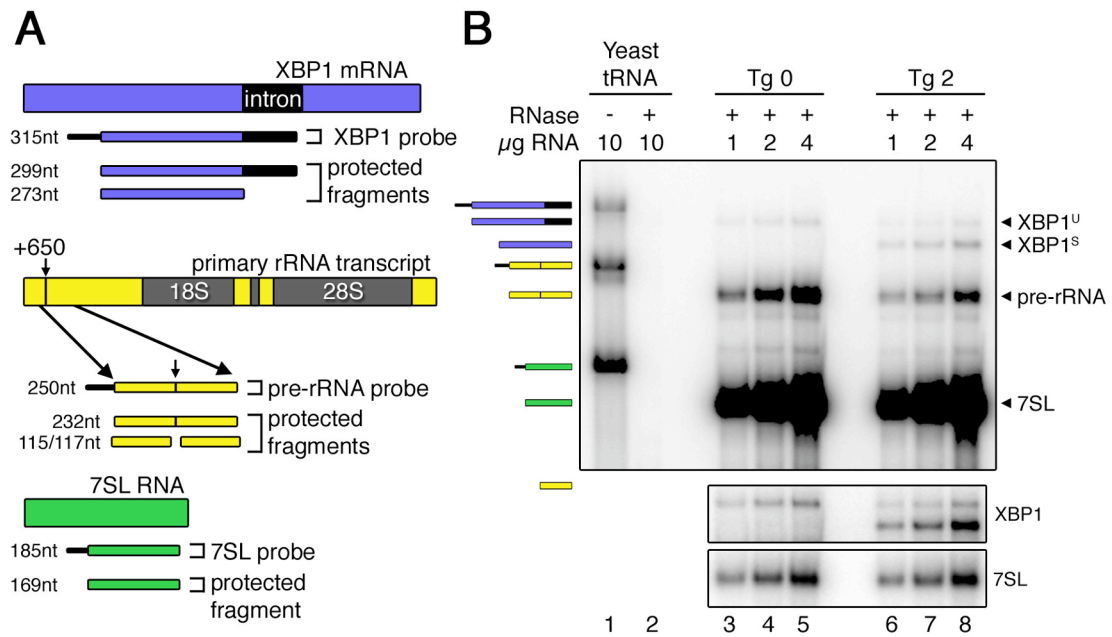 A
XBP1 mRNA
intron
315nt
XBP1 probe
299nt
273nt
protected
fragments
+650
primary rRNA transcript
18S
28S
250nt
pre-rRNA probe
232nt
115/117nt
protected
fragments
7SL RNA
185nt
7SL probe
169nt
protected
fragment
B
Yeast
tRNA
Tg 0
Tg 2
RNase - + + + + + + +
µg RNA 10 10 1 2 4 1 2 4
XBP1ᵁ
XBP1ˢ
pre-rRNA
7SL
XBP1
7SL
1 2 3 4 5 6 7 8